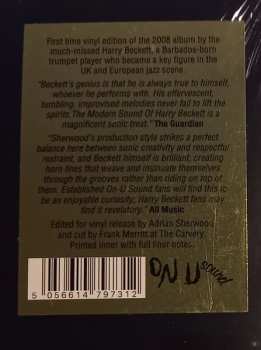 First time vinyl edition of the 2008 album by the
much-missed Harry Beckett, a Barbados-born
trumpet player who became a key figure in the
UK and European jazz scene.
"Beckett's genius is that he is always true to himself,
whoever he performs with. His effervescent,
tumbling, improvised melodies never fail to lift the
spirits. The Modern Sound Of Harry Beckett is a
magnificent sonic treat." The Guardian
"Sherwood's production style strikes a perfect
balance here between sonic creativity and respectful
restraint, and Beckett himself is brilliant, creating
horn lines that weave and insinuate themselves
through the grooves rather than riding on top of
them. Established On-U Sound fans will find this to
be an enjoyable curiosity; Harry Beckett fans may
find it revelatory." All Music
Edited for vinyl release by Adrian Sherwood
and cut by Frank Merritt at The Carvery.
Printed inner with full liner notes.
ON U sound
5 056614 797312